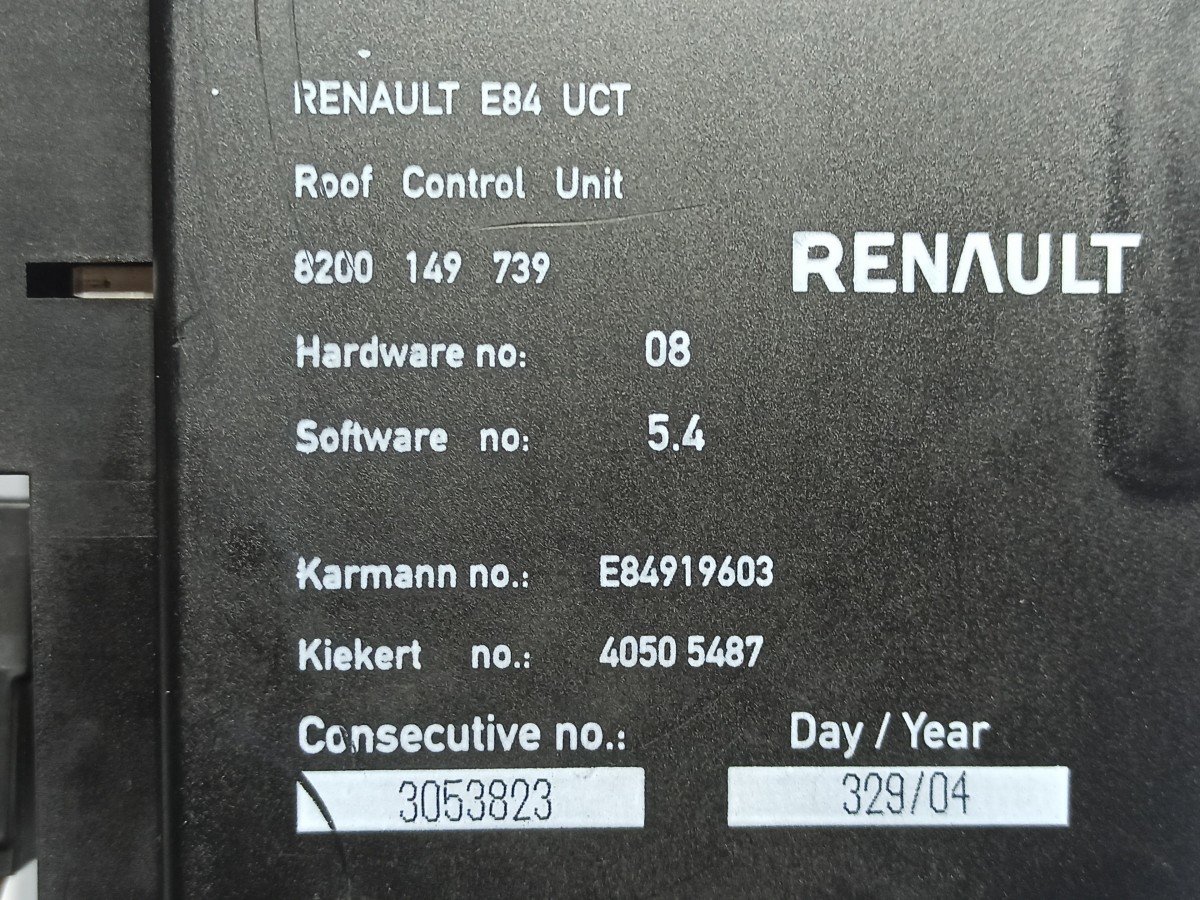 RENAULT E84 UCT
Roof Control Unit
8200 149 739
RENAULT
Hardware no: 08
Software no: 5.4
Karmann no.: E84919603
Kiekert no.: 4050 5487
Consecutive no.: Day / Year
3053823 329/04